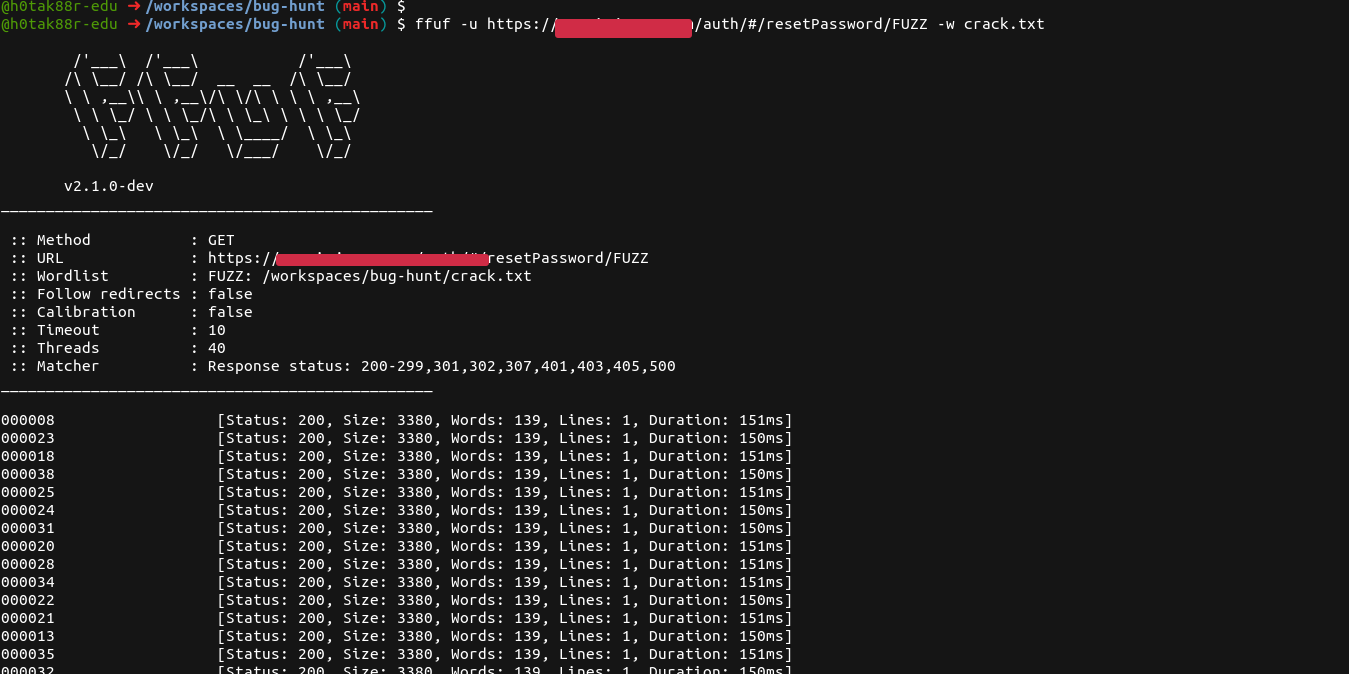 @h0tak88r-edu ➜ /workspaces/bug-hunt (main) $
@h0tak88r-edu ➜ /workspaces/bug-hunt (main) $ ffuf -u https:///auth/#/resetPassword/FUZZ -w crack.txt
        /'___\  /'___\           /'___\
       /\ \__/ /\ \__/  __  __  /\ \__/
       \ \ ,__\\ \ ,__\/\ \/\ \ \ \ ,__\
        \ \ \_/ \ \ \_/\ \ \_\ \ \ \ \_/
         \ \_\   \ \_\  \ \____/  \ \_\
          \/_/    \/_/   \/___/    \/_/
v2.1.0-dev
________________________________________________
:: Method : GET
:: URL : https://resetPassword/FUZZ
:: Wordlist : FUZZ: /workspaces/bug-hunt/crack.txt
:: Follow redirects : false
:: Calibration : false
:: Timeout : 10
:: Threads : 40
:: Matcher : Response status: 200-299,301,302,307,401,403,405,500
________________________________________________
000008 [Status: 200, Size: 3380, Words: 139, Lines: 1, Duration: 151ms]
000023 [Status: 200, Size: 3380, Words: 139, Lines: 1, Duration: 150ms]
000018 [Status: 200, Size: 3380, Words: 139, Lines: 1, Duration: 151ms]
000038 [Status: 200, Size: 3380, Words: 139, Lines: 1, Duration: 150ms]
000025 [Status: 200, Size: 3380, Words: 139, Lines: 1, Duration: 151ms]
000024 [Status: 200, Size: 3380, Words: 139, Lines: 1, Duration: 150ms]
000031 [Status: 200, Size: 3380, Words: 139, Lines: 1, Duration: 150ms]
000020 [Status: 200, Size: 3380, Words: 139, Lines: 1, Duration: 151ms]
000028 [Status: 200, Size: 3380, Words: 139, Lines: 1, Duration: 151ms]
000034 [Status: 200, Size: 3380, Words: 139, Lines: 1, Duration: 151ms]
000022 [Status: 200, Size: 3380, Words: 139, Lines: 1, Duration: 150ms]
000021 [Status: 200, Size: 3380, Words: 139, Lines: 1, Duration: 151ms]
000013 [Status: 200, Size: 3380, Words: 139, Lines: 1, Duration: 150ms]
000035 [Status: 200, Size: 3380, Words: 139, Lines: 1, Duration: 151ms]
000032 [Status: 200, Size: 3380, Words: 139, Lines: 1, Duration: 150ms]